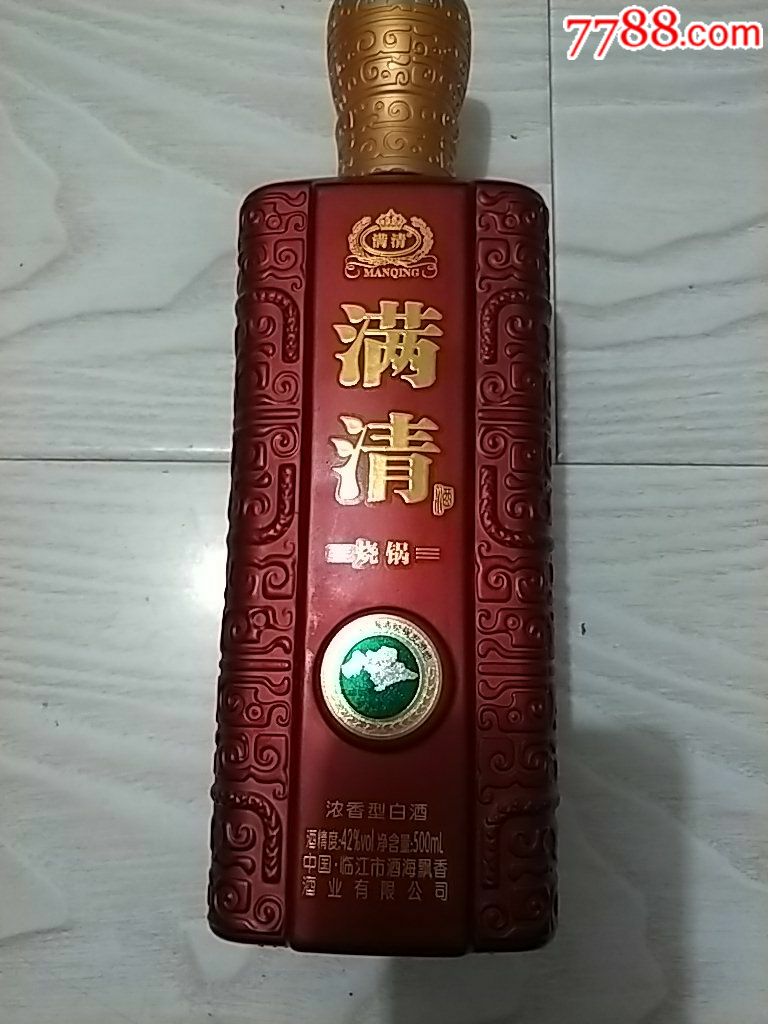 7788.com
满清
MANQING
满
清
酒
烧锅
浓香型白酒
酒精度:42%vol 净含量:500mL
中国·临江市酒海飘香
酒业有限公司